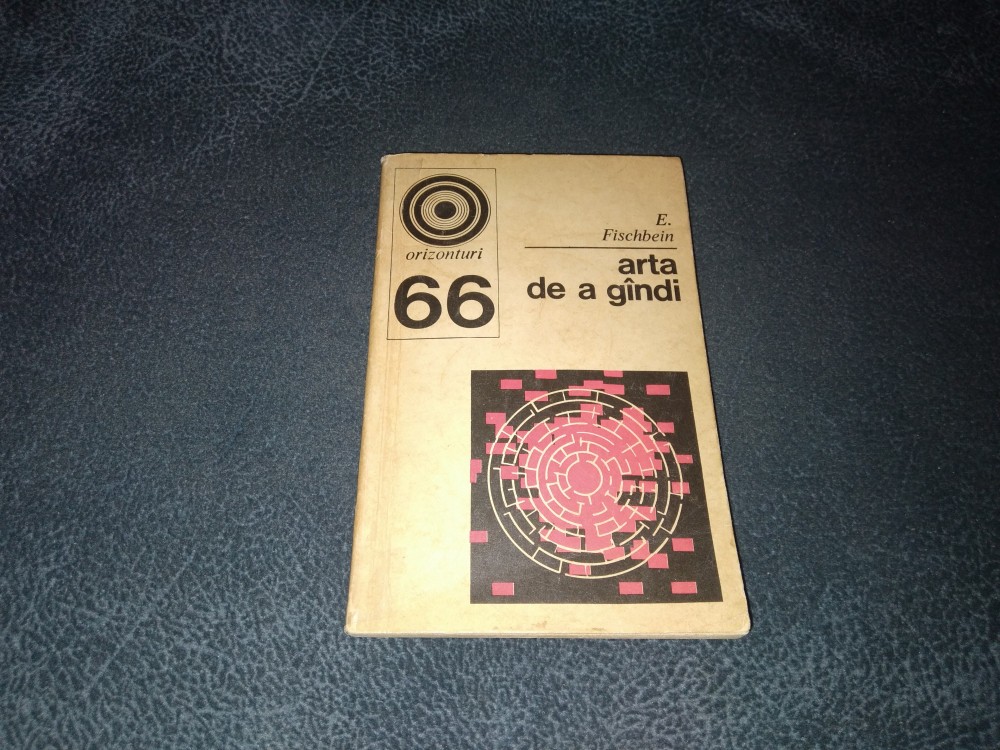 orizonturi
66
E.
Fischbein
arta
de a gîndi